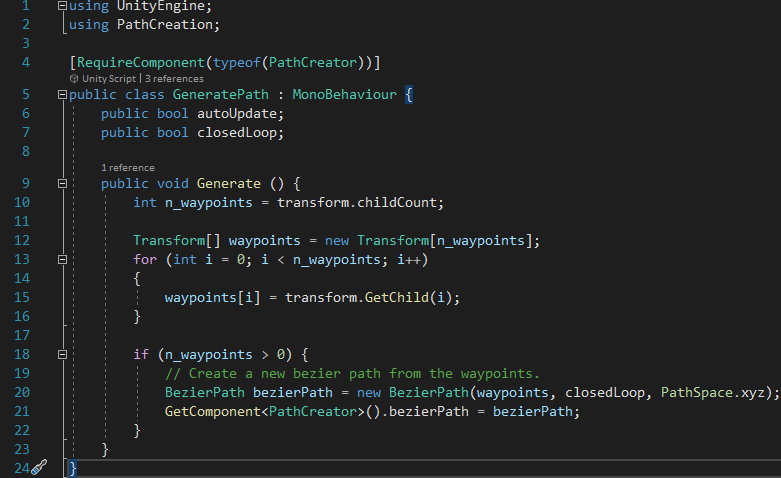 1 using UnityEngine;
2 using PathCreation;
3
4 [RequireComponent(typeof(PathCreator))]
Unity Script | 3 references
5 public class GeneratePath : MonoBehaviour {
6 public bool autoUpdate;
7 public bool closedLoop;
8
1 reference
9 public void Generate () {
10 int n_waypoints = transform.childCount;
11
12 Transform[] waypoints = new Transform[n_waypoints];
13 for (int i = 0; i < n_waypoints; i++)
14 {
15 waypoints[i] = transform.GetChild(i);
16 }
17
18 if (n_waypoints > 0) {
19 // Create a new bezier path from the waypoints.
20 BezierPath bezierPath = new BezierPath(waypoints, closedLoop, PathSpace.xyz);
21 GetComponent<PathCreator>().bezierPath = bezierPath;
22 }
23 }
24 }